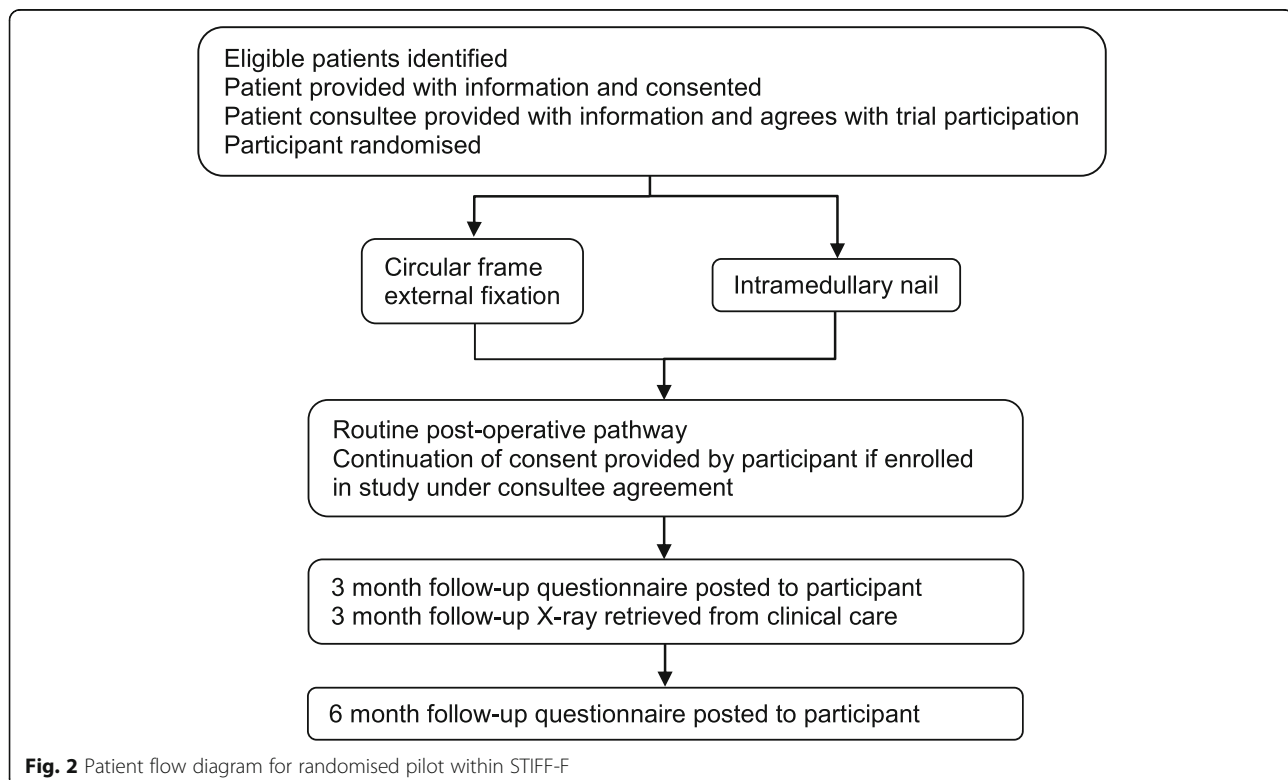 Eligible patients identified
Patient provided with information and consented
Patient consultee provided with information and agrees with trial participation
Participant randomised
Circular frame
external fixation
Intramedullary nail
Routine post-operative pathway
Continuation of consent provided by participant if enrolled
in study under consultee agreement
3 month follow-up questionnaire posted to participant
3 month follow-up X-ray retrieved from clinical care
6 month follow-up questionnaire posted to participant
Fig. 2 Patient flow diagram for randomised pilot within STIFF-F